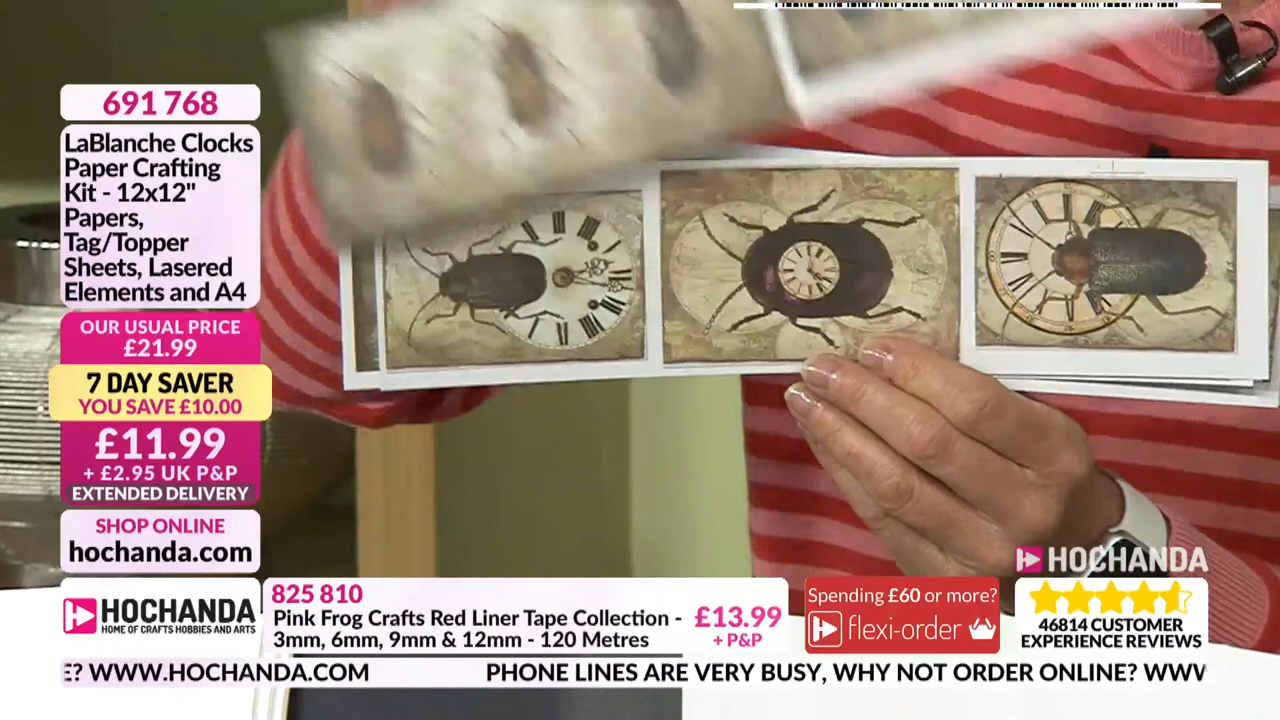 691 768
LaBlanche Clocks
Paper Crafting
Kit - 12x12"
Papers,
Tag/Topper
Sheets, Lasered
Elements and A4
OUR USUAL PRICE
£21.99
7 DAY SAVER
YOU SAVE £10.00
£11.99
+ £2.95 UK P&P
EXTENDED DELIVERY
SHOP ONLINE
hochanda.com
HOCHANDA
HOCHANDA
HOME OF CRAFTS HOBBIES AND ARTS
825 810
Pink Frog Crafts Red Liner Tape Collection -
3mm, 6mm, 9mm & 12mm - 120 Metres
£13.99
+ P&P
Spending £60 or more?
flexi-order
46814 CUSTOMER
EXPERIENCE REVIEWS
E? WWW.HOCHANDA.COM
PHONE LINES ARE VERY BUSY, WHY NOT ORDER ONLINE? WWW